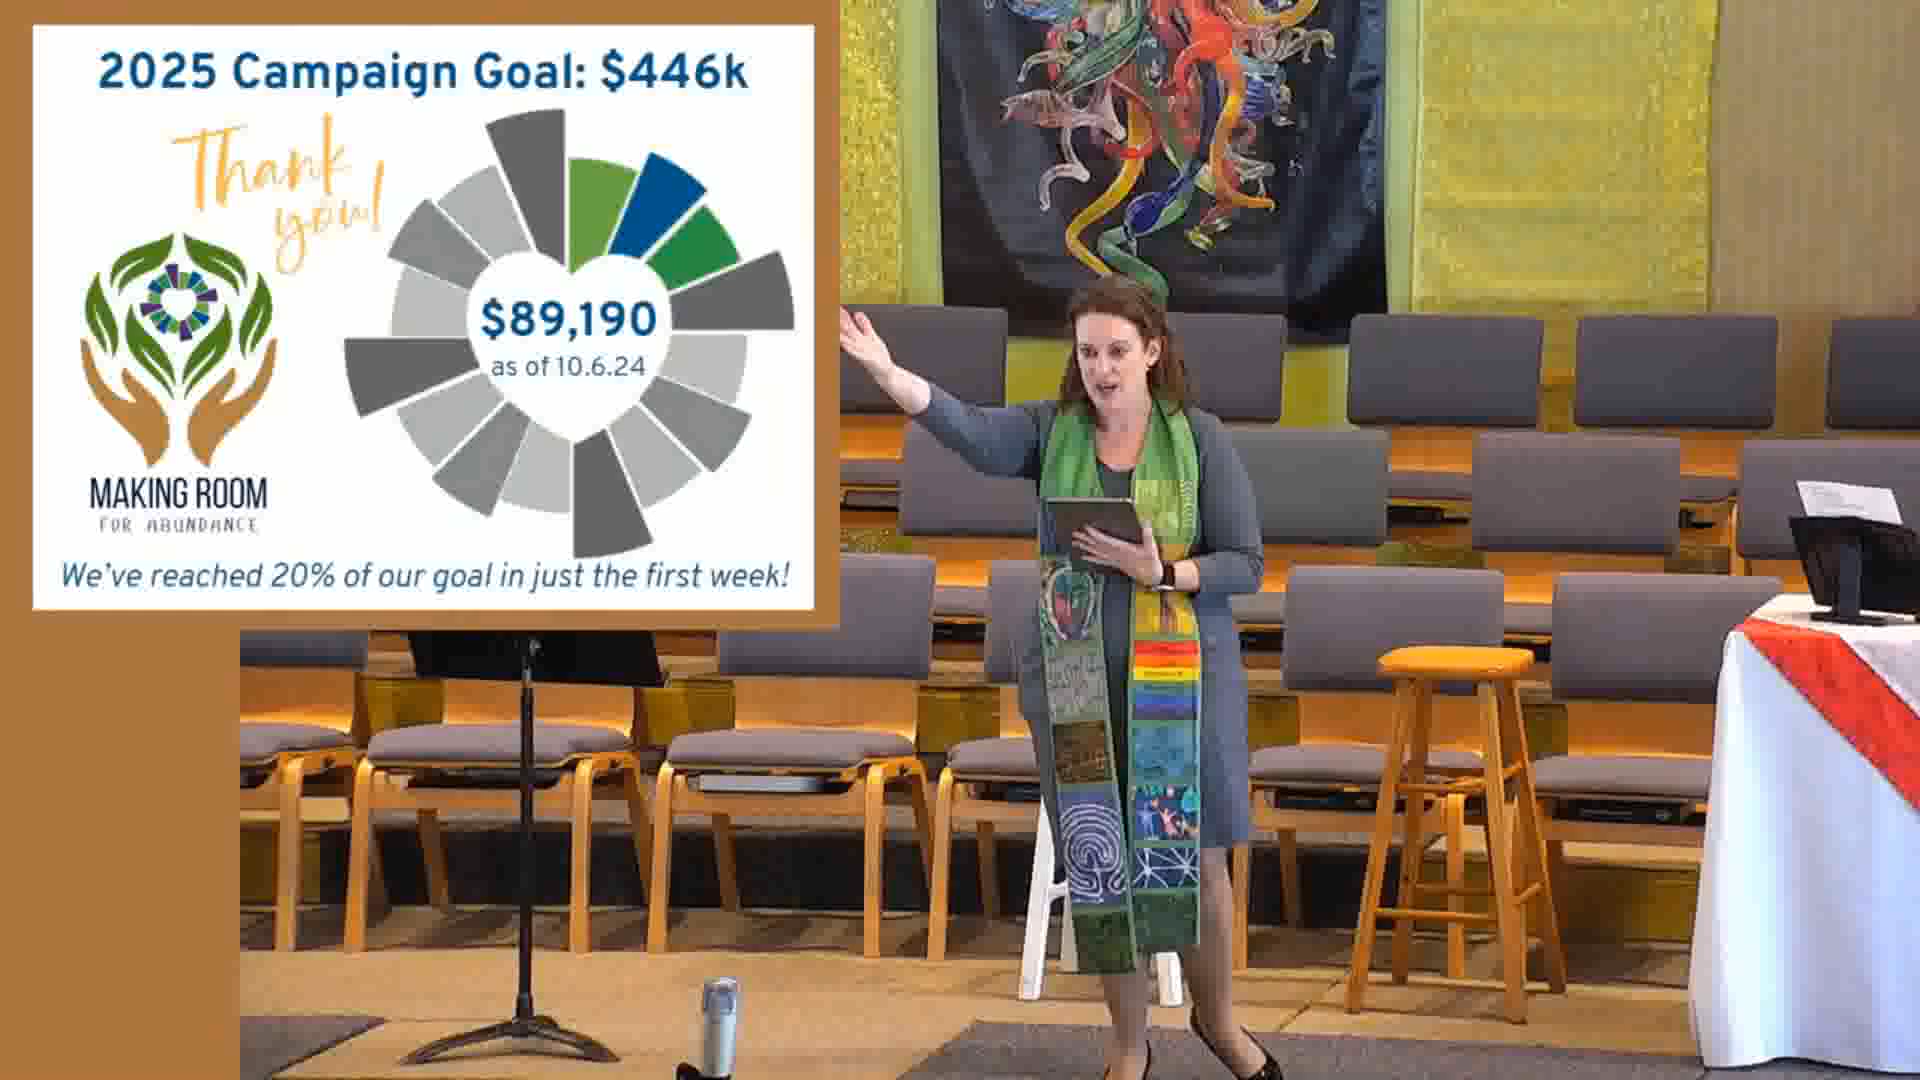 2025 Campaign Goal: $446k
Thank
you!
$89,190
as of 10.6.24
MAKING ROOM
FOR ABUNDANCE
We've reached 20% of our goal in just the first week!